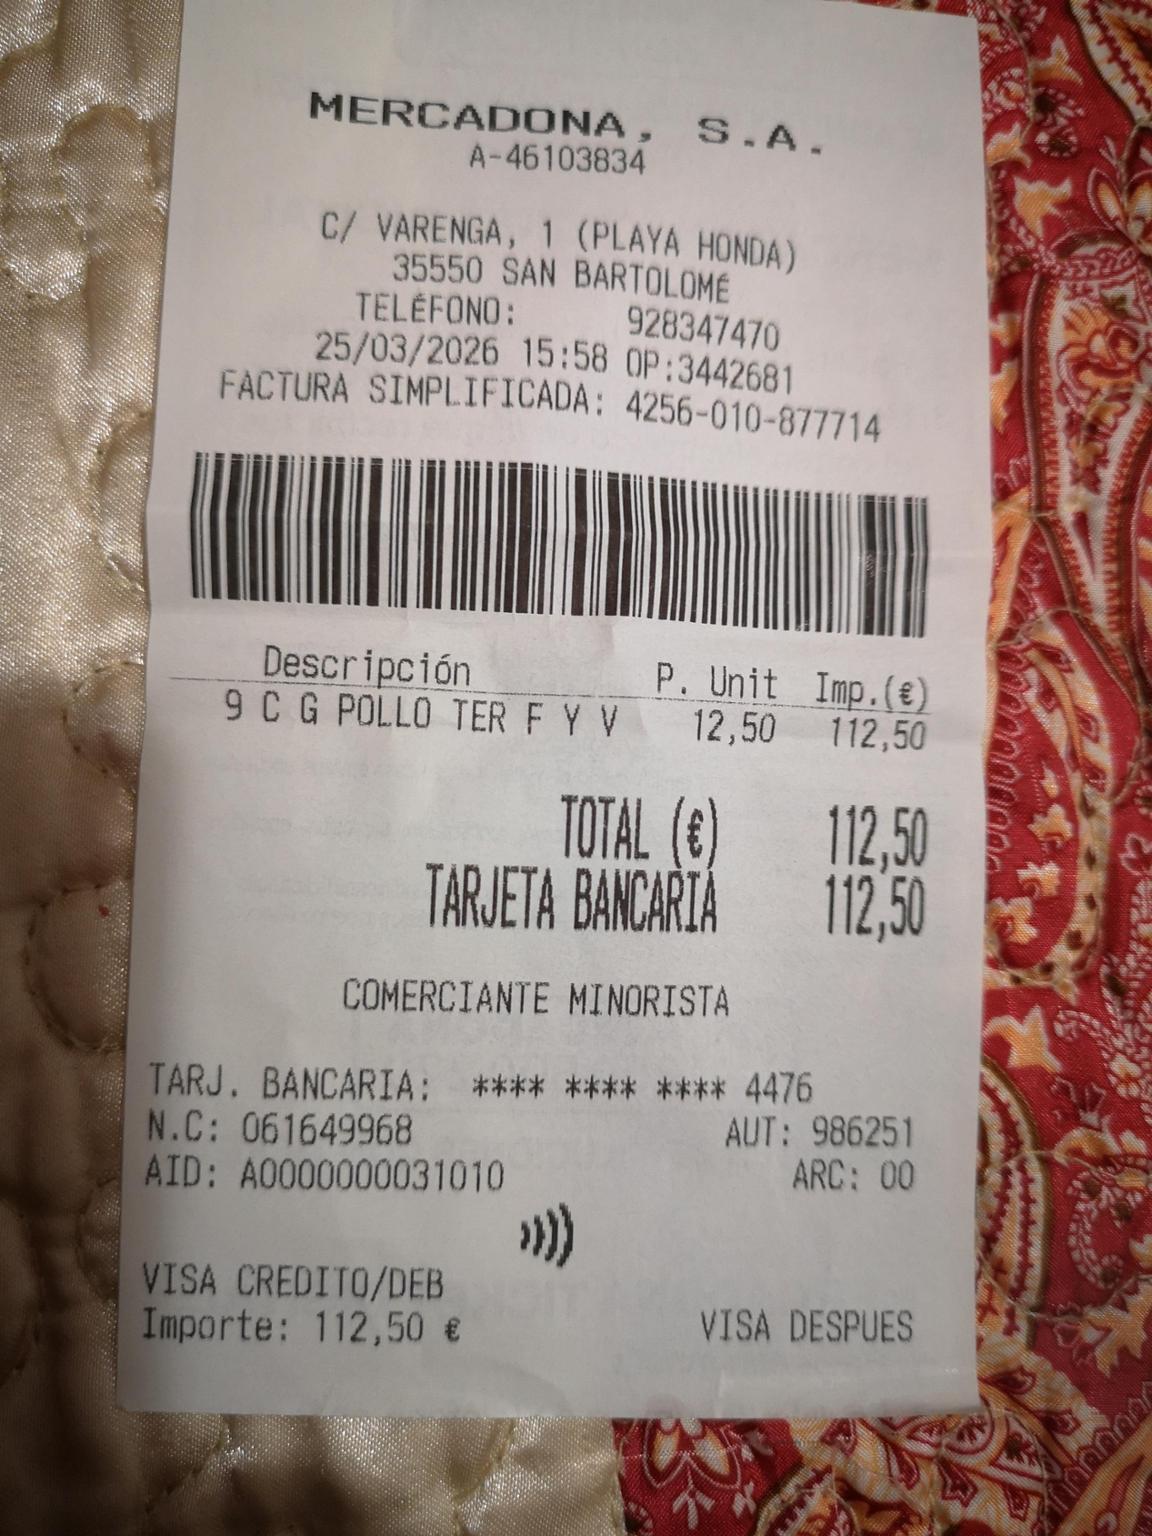 MERCADONA, S.A.
A-46103834
C/ VARENGA, 1 (PLAYA HONDA)
35550 SAN BARTOLOMÉ
TELÉFONO: 928347470
25/03/2026 15:58 OP:3442681
FACTURA SIMPLIFICADA: 4256-010-877714
Descripción P. Unit Imp.(€)
9 C G POLLO TER F Y V 12,50 112,50
TOTAL (€) 112,50
TARJETA BANCARIA 112,50
COMERCIANTE MINORISTA
TARJ. BANCARIA: **** **** **** 4476
N.C: 061649968 AUT: 986251
AID: A0000000031010 ARC: 00
VISA CREDITO/DEB
Importe: 112,50 € VISA DESPUES